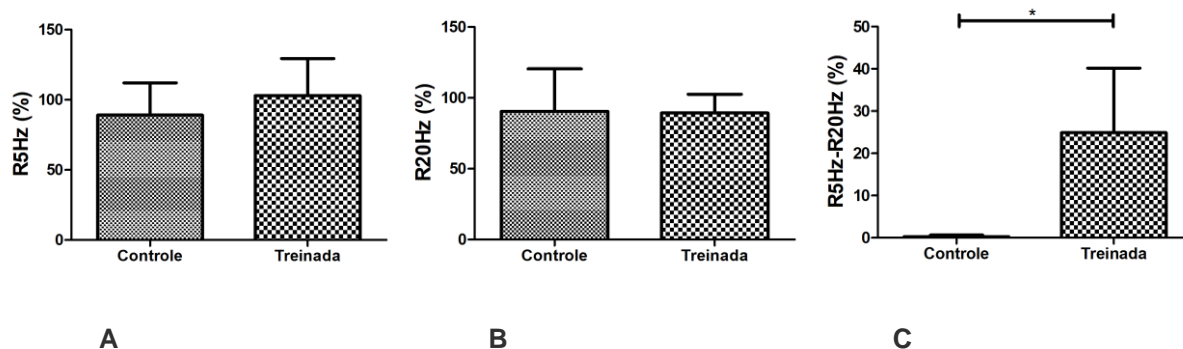 R5Hz (%)
150
100
50
0
Controle
Treinada
A
R20Hz (%)
150
100
50
0
Controle
Treinada
B
R5Hz-R20Hz (%)
50
40
30
20
10
0
*
Controle
Treinada
C